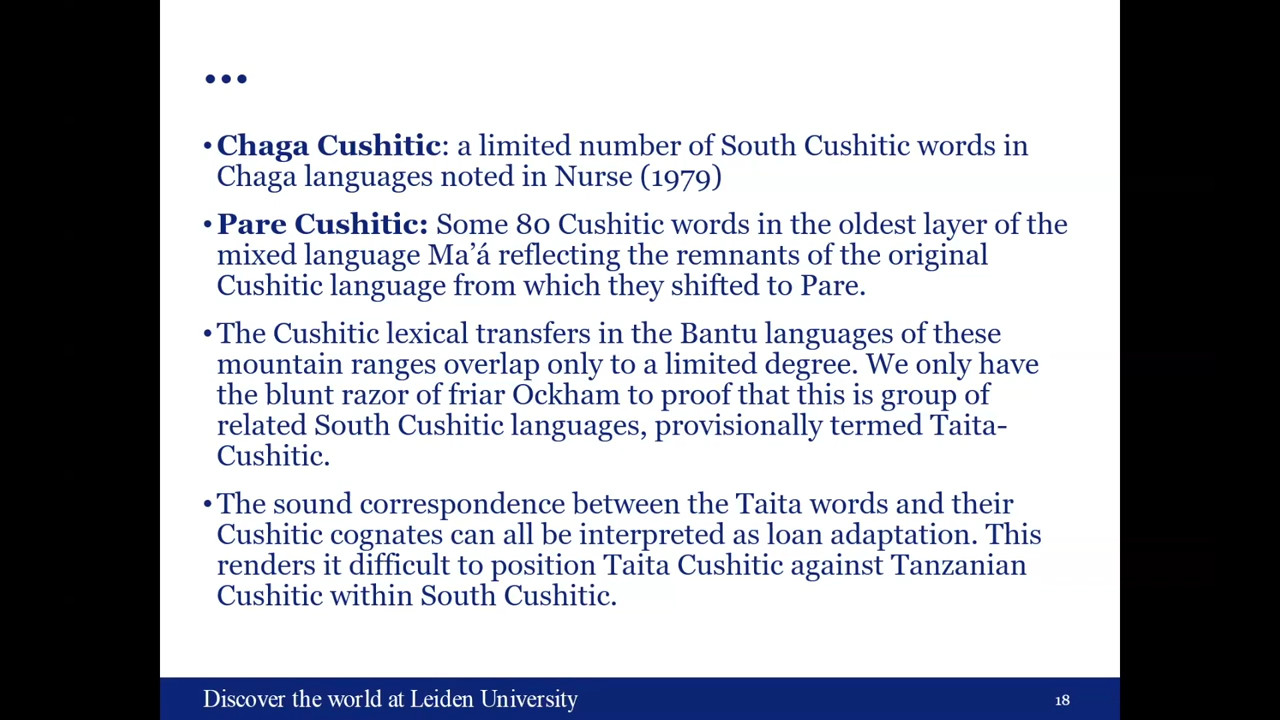 ...
•Chaga Cushitic: a limited number of South Cushitic words in
Chaga languages noted in Nurse (1979)
•Pare Cushitic: Some 80 Cushitic words in the oldest layer of the
mixed language Ma’á reflecting the remnants of the original
Cushitic language from which they shifted to Pare.
•The Cushitic lexical transfers in the Bantu languages of these
mountain ranges overlap only to a limited degree. We only have
the blunt razor of friar Ockham to proof that this is group of
related South Cushitic languages, provisionally termed Taita-
Cushitic.
•The sound correspondence between the Taita words and their
Cushitic cognates can all be interpreted as loan adaptation. This
renders it difficult to position Taita Cushitic against Tanzanian
Cushitic within South Cushitic.
Discover the world at Leiden University
18